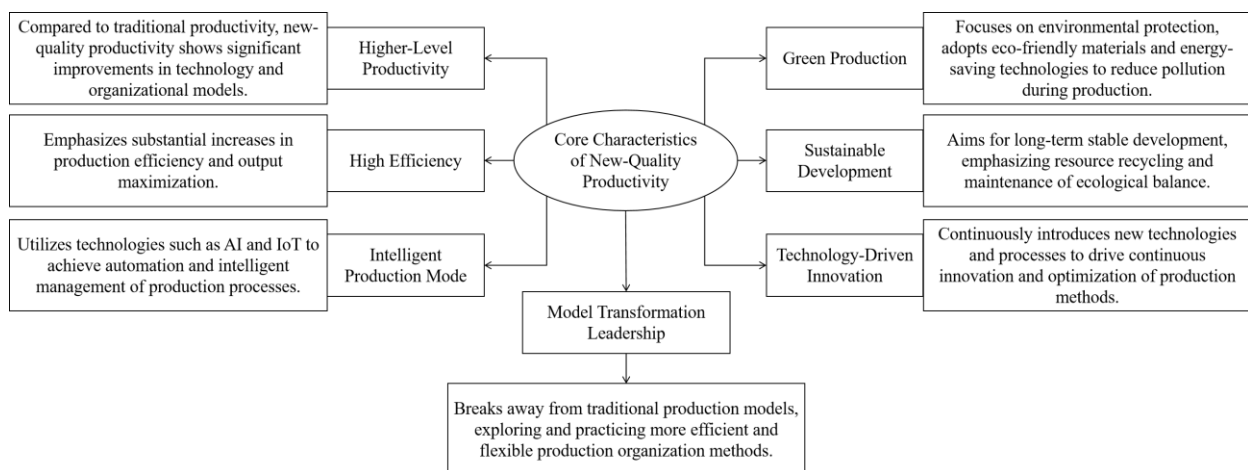 Compared to traditional productivity, new-
quality productivity shows significant
improvements in technology and
organizational models.
Higher-Level
Productivity
Emphasizes substantial increases in
production efficiency and output
maximization.
High Efficiency
Utilizes technologies such as AI and IoT to
achieve automation and intelligent
management of production processes.
Intelligent
Production Mode
Core Characteristics
of New-Quality
Productivity
Green Production
Focuses on environmental protection,
adopts eco-friendly materials and energy-
saving technologies to reduce pollution
during production.
Sustainable
Development
Aims for long-term stable development,
emphasizing resource recycling and
maintenance of ecological balance.
Technology-Driven
Innovation
Continuously introduces new technologies
and processes to drive continuous
innovation and optimization of production
methods.
Model Transformation
Leadership
Breaks away from traditional production models,
exploring and practicing more efficient and
flexible production organization methods.